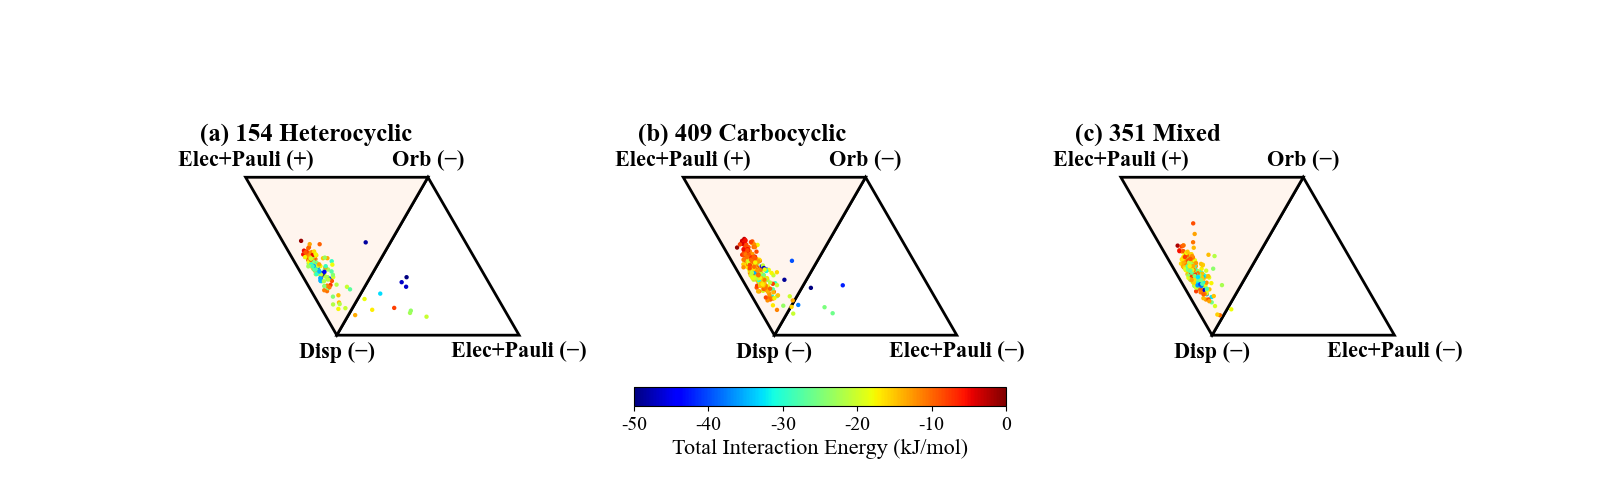 (a) 154 Heterocyclic
(b) 409 Carbocyclic
(c) 351 Mixed
Elec+Pauli (+)
Orb (−)
Elec+Pauli (+)
Orb (−)
Elec+Pauli (+)
Orb (−)
Disp (−)
Elec+Pauli (−)
Disp (−)
Elec+Pauli (−)
Disp (−)
Elec+Pauli (−)
-50
-40
-30
-20
-10
0
Total Interaction Energy (kJ/mol)